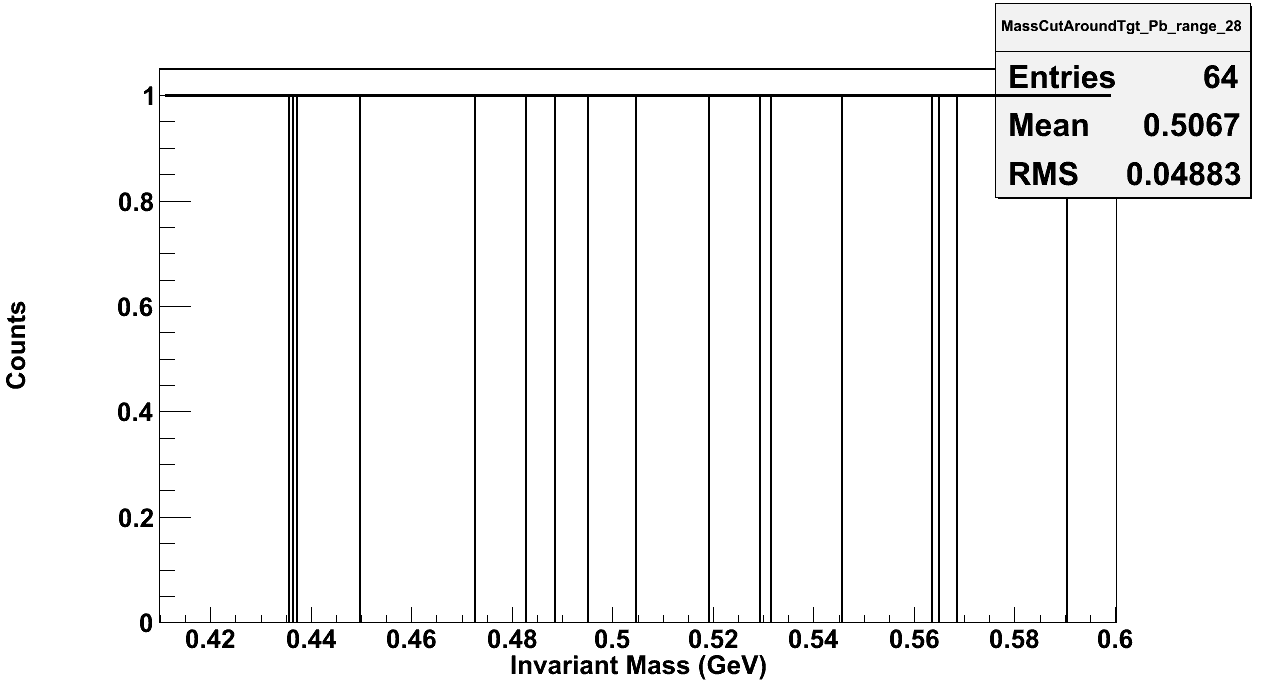 MassCutAroundTgt_Pb_range_28
Entries 64
Mean 0.5067
RMS 0.04883
Counts
1
0.8
0.6
0.4
0.2
0
0.42 0.44 0.46 0.48 0.5 0.52 0.54 0.56 0.58 0.6
Invariant Mass (GeV)